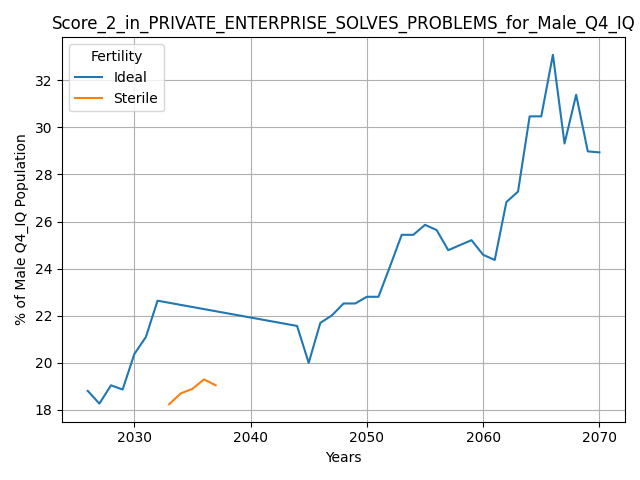 Score_2_in_PRIVATE_ENTERPRISE_SOLVES_PROBLEMS_for_Male_Q4_IQ
Fertility
Ideal
Sterile
% of Male Q4_IQ Population
32
30
28
26
24
22
20
18
2030 2040 2050 2060 2070
Years